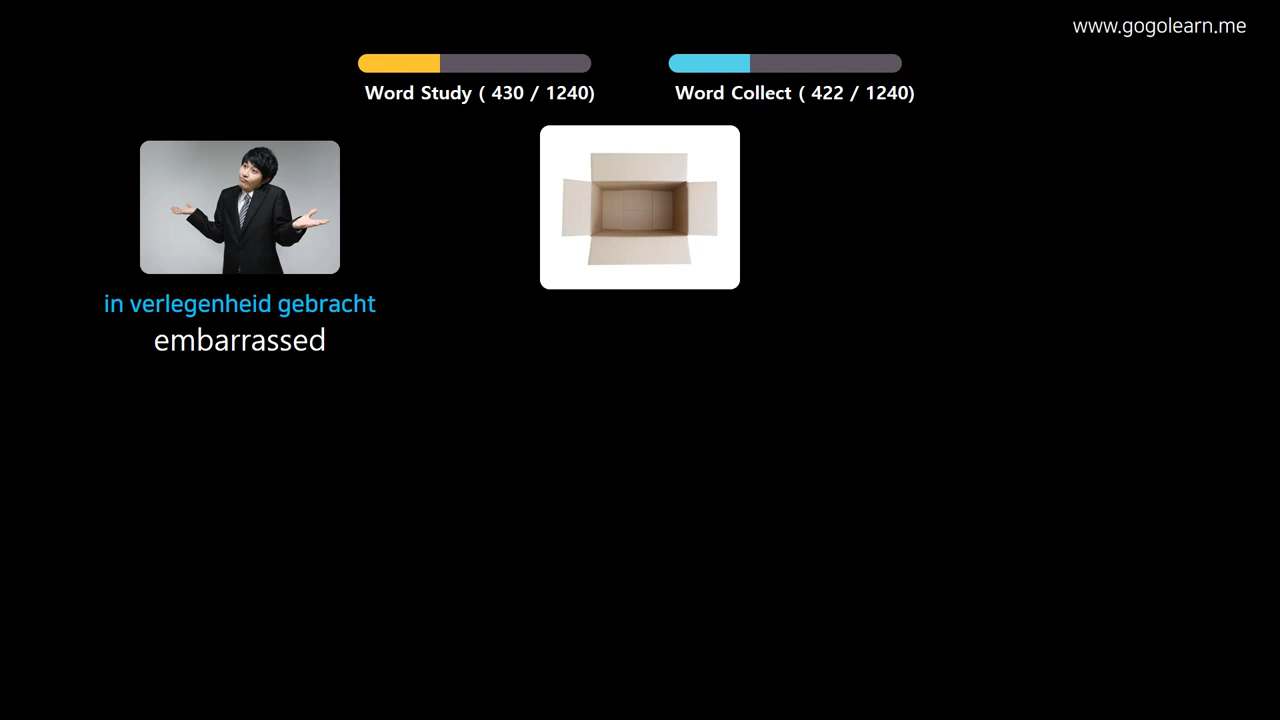 www.gogolearn.me
Word Study ( 430 / 1240)
Word Collect ( 422 / 1240)
in verlegenheid gebracht
embarrassed